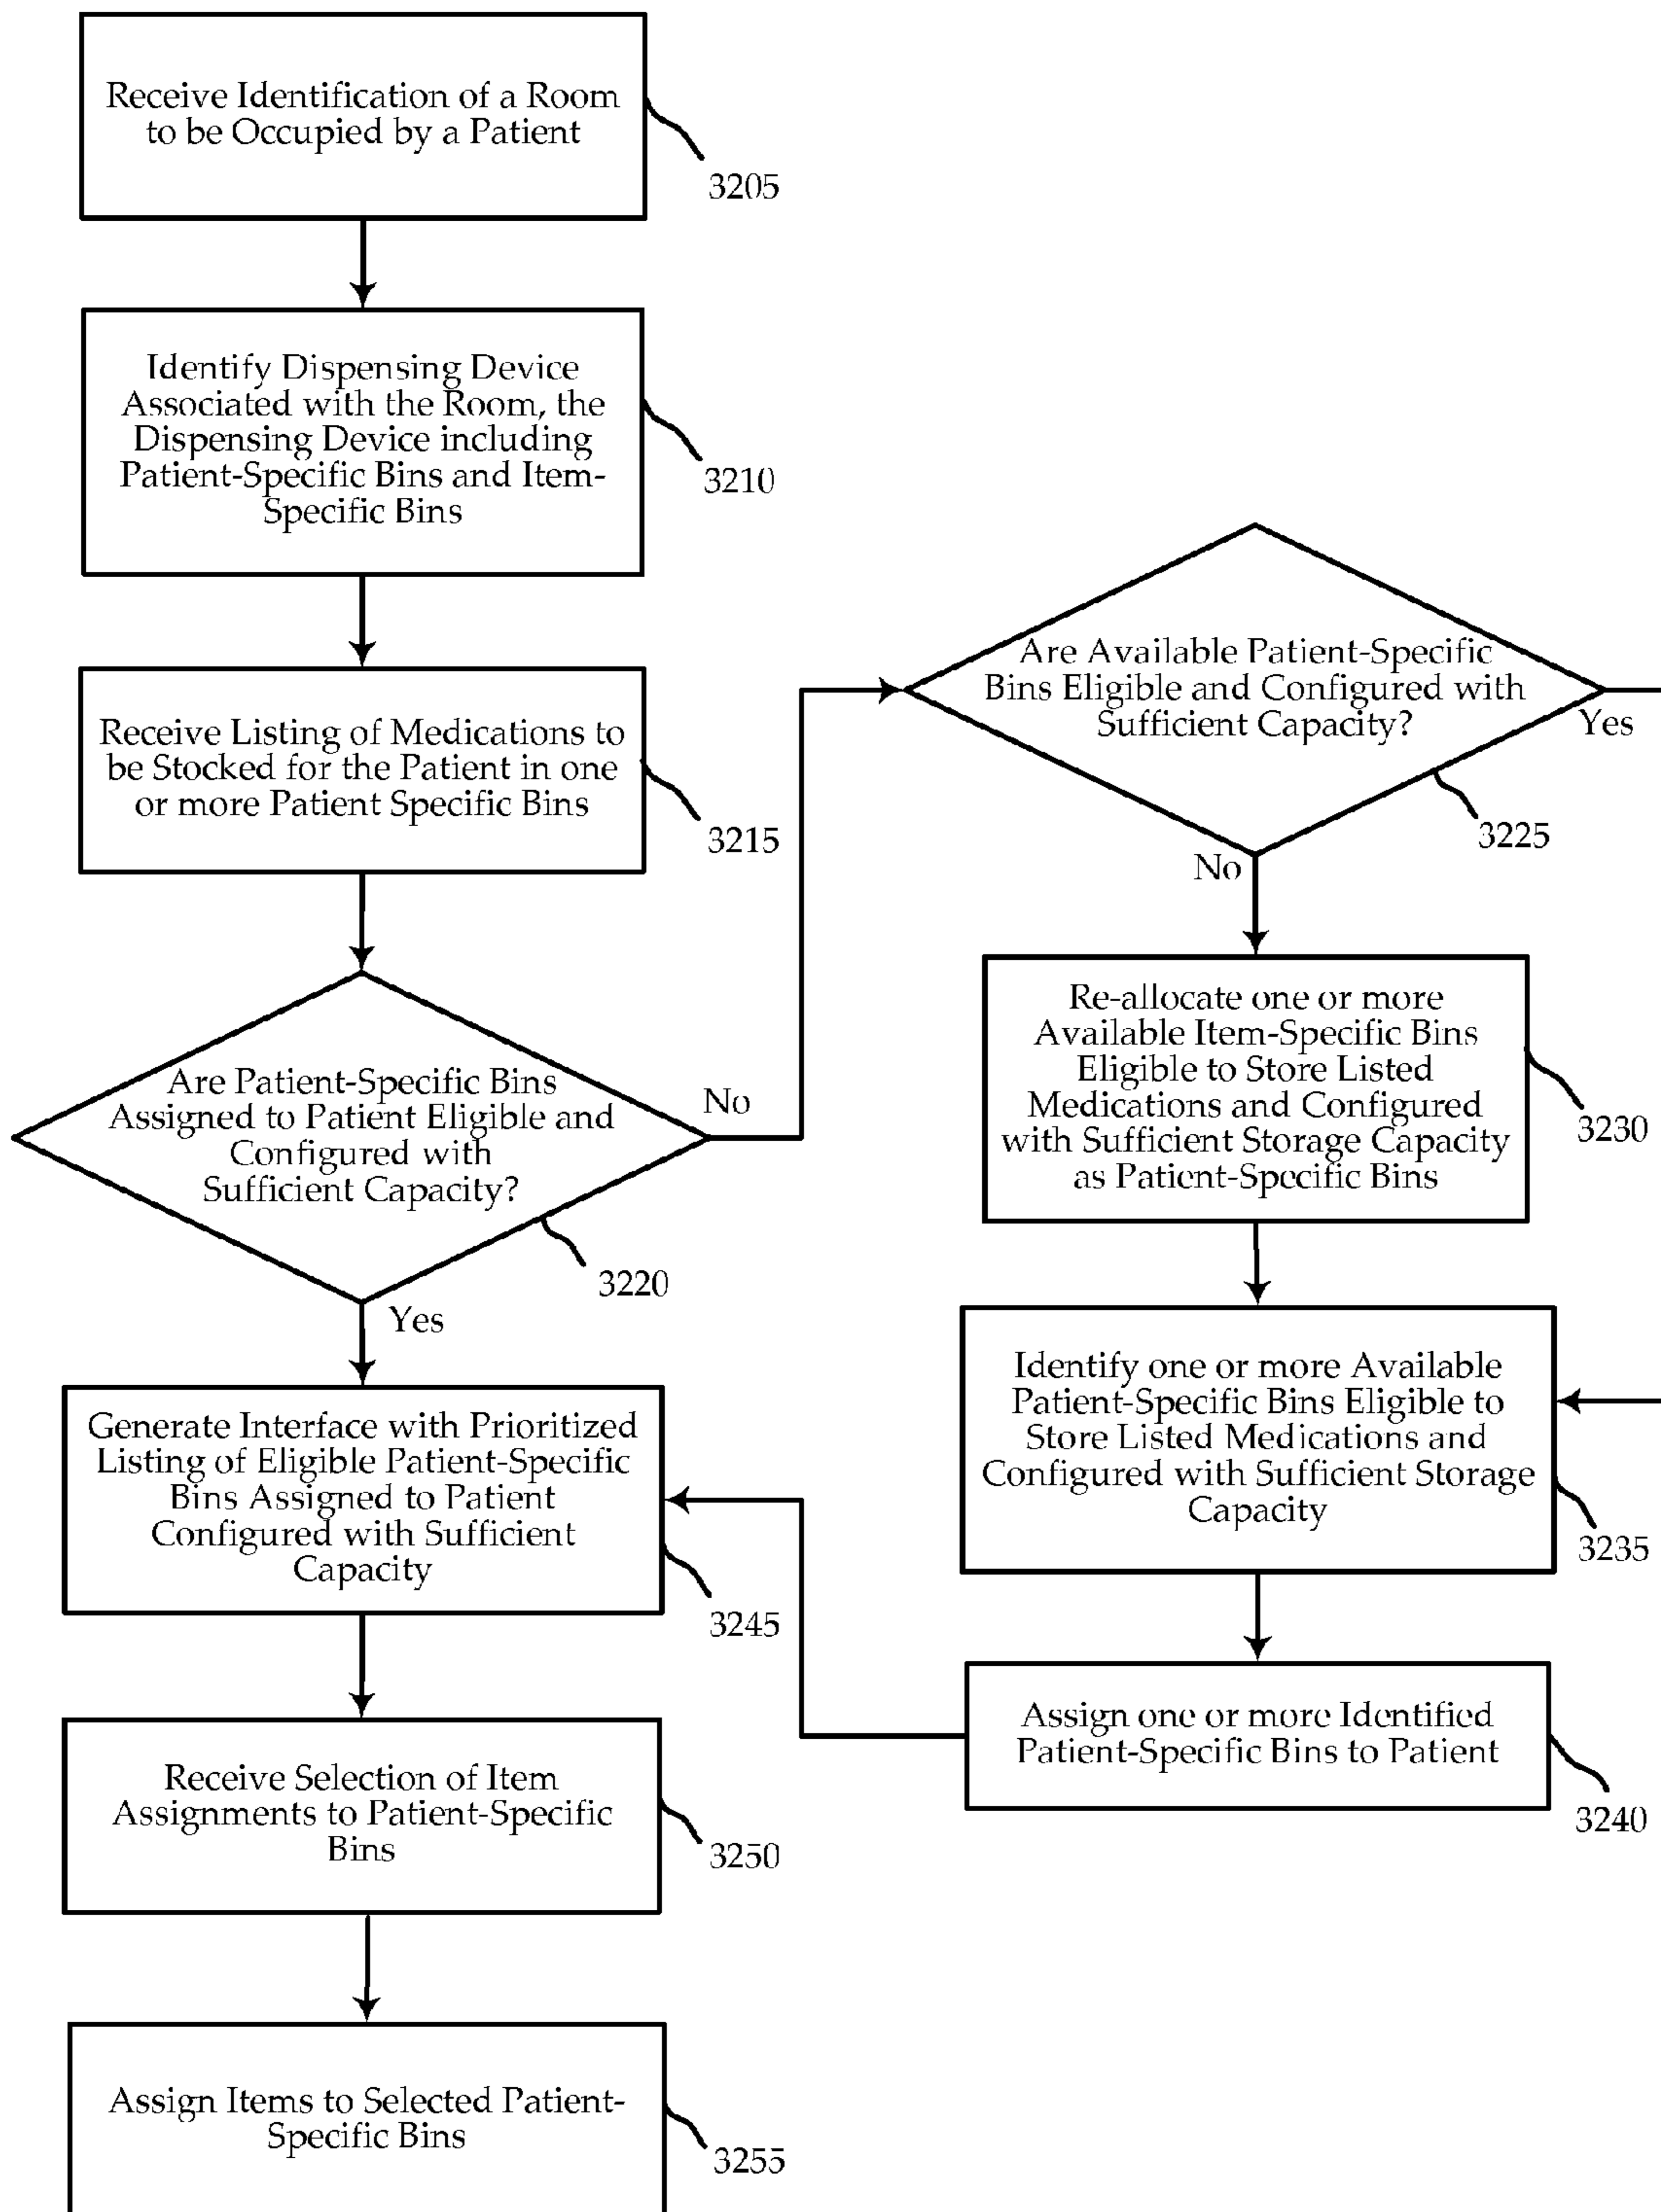 Receive Identification of a Room
to be Occupied by a Patient
3205
Identify Dispensing Device
Associated with the Room, the
Dispensing Device including
Patient-Specific Bins and Item-
Specific Bins
3210
Receive Listing of Medications to
be Stocked for the Patient in one
or more Patient Specific Bins
3215
Are Patient-Specific Bins
Assigned to Patient Eligible and
Configured with
Sufficient Capacity?
No
3220
Yes
Are Available Patient-Specific
Bins Eligible and Configured with
Sufficient Capacity?
Yes
3225
No
Re-allocate one or more
Available Item-Specific Bins
Eligible to Store Listed
Medications and Configured
with Sufficient Storage Capacity
as Patient-Specific Bins
3230
Identify one or more Available
Patient-Specific Bins Eligible to
Store Listed Medications and
Configured with Sufficient Storage
Capacity
3235
Assign one or more Identified
Patient-Specific Bins to Patient
3240
Generate Interface with Prioritized
Listing of Eligible Patient-Specific
Bins Assigned to Patient
Configured with Sufficient
Capacity
3245
Receive Selection of Item
Assignments to Patient-Specific
Bins
3250
Assign Items to Selected Patient-
Specific Bins
3255